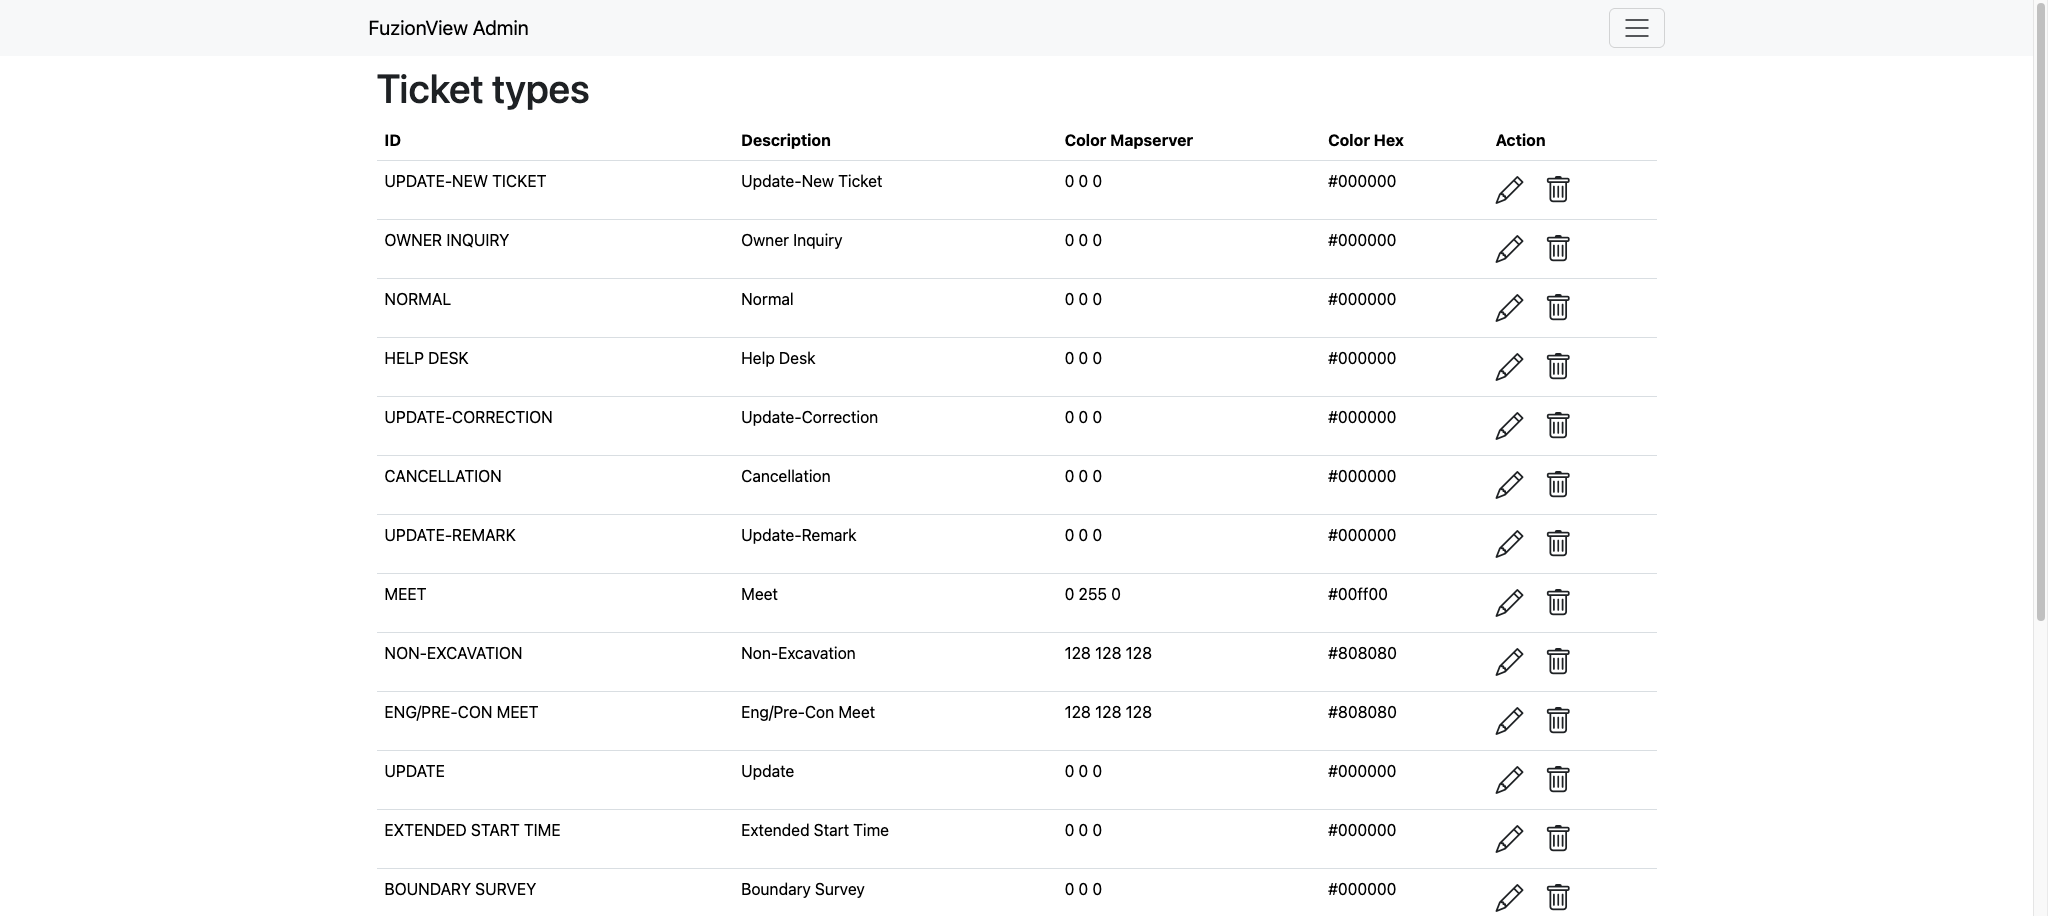 FuzionView Admin
Ticket types
ID Description Color Mapserver Color Hex Action
UPDATE-NEW TICKET Update-New Ticket 0 0 0 #000000
OWNER INQUIRY Owner Inquiry 0 0 0 #000000
NORMAL Normal 0 0 0 #000000
HELP DESK Help Desk 0 0 0 #000000
UPDATE-CORRECTION Update-Correction 0 0 0 #000000
CANCELLATION Cancellation 0 0 0 #000000
UPDATE-REMARK Update-Remark 0 0 0 #000000
MEET Meet 0 255 0 #00ff00
NON-EXCAVATION Non-Excavation 128 128 128 #808080
ENG/PRE-CON MEET Eng/Pre-Con Meet 128 128 128 #808080
UPDATE Update 0 0 0 #000000
EXTENDED START TIME Extended Start Time 0 0 0 #000000
BOUNDARY SURVEY Boundary Survey 0 0 0 #000000